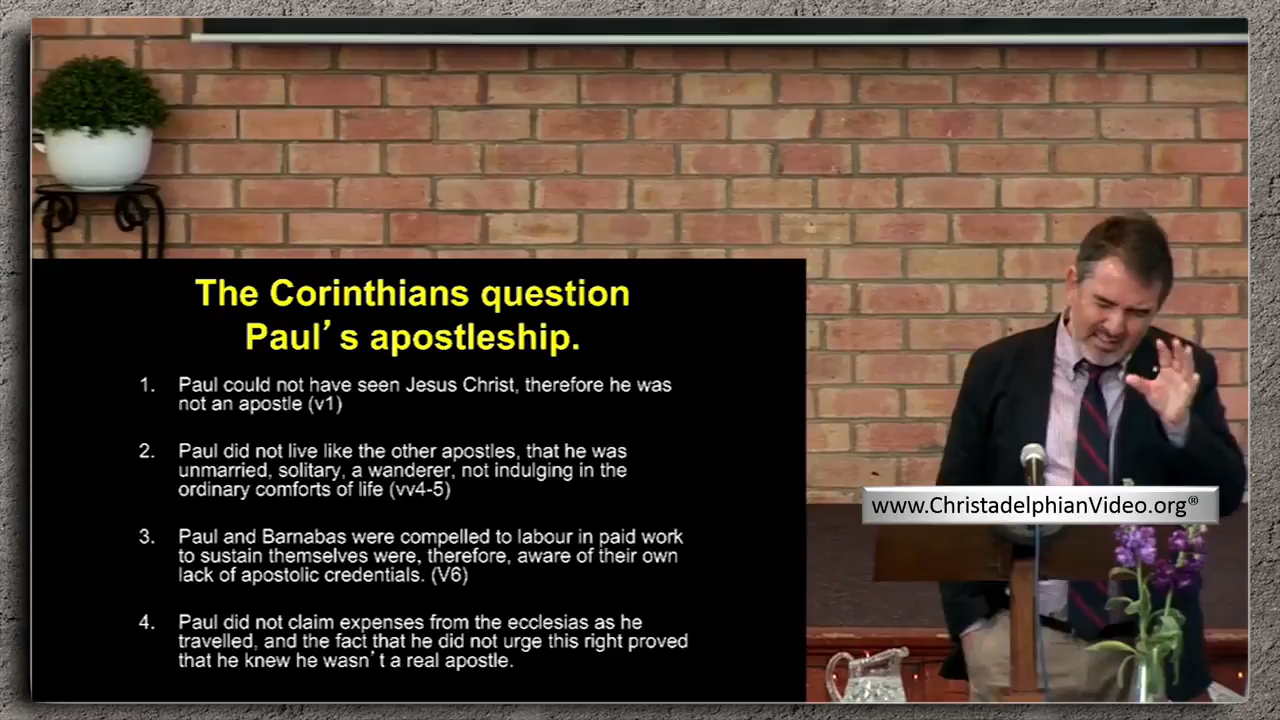 The Corinthians question
Paul's apostleship.
1. Paul could not have seen Jesus Christ, therefore he was
not an apostle (v1)
2. Paul did not live like the other apostles, that he was
unmarried, solitary, a wanderer, not indulging in the
ordinary comforts of life (vv4-5)
3. Paul and Barnabas were compelled to labour in paid work
to sustain themselves were, therefore, aware of their own
lack of apostolic credentials. (V6)
4. Paul did not claim expenses from the ecclesias as he
travelled, and the fact that he did not urge this right proved
that he knew he wasn't a real apostle.
www.ChristadelphianVideo.org®